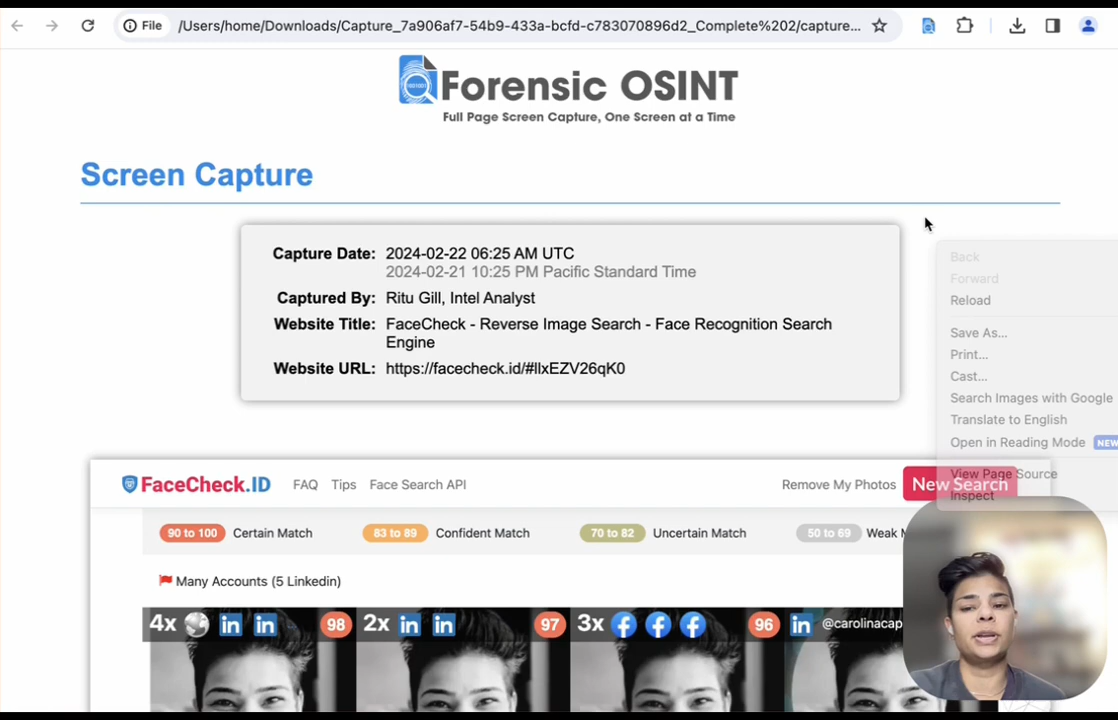 File
/Users/home/Downloads/Capture_7a906af7-54b9-433a-bcfd-c783070896d2_Complete%202/capture...
Forensic OSINT
Full Page Screen Capture, One Screen at a Time
Screen Capture
Capture Date: 2024-02-22 06:25 AM UTC
2024-02-21 10:25 PM Pacific Standard Time
Captured By: Ritu Gill, Intel Analyst
Website Title: FaceCheck - Reverse Image Search - Face Recognition Search
Engine
Website URL: https://facecheck.id/#llxEZV26qK0
Back
Forward
Reload
Save As...
Print...
Cast...
Search Images with Google
Translate to English
Open in Reading Mode NEW
View Page Source
Inspect
FaceCheck.ID FAQ Tips Face Search API Remove My Photos New Search
90 to 100 Certain Match 83 to 89 Confident Match 70 to 82 Uncertain Match 50 to 69 Weak
Many Accounts (5 Linkedin)
4x in in 98 2x in in 97 3x f f f 96 in @carolinacap